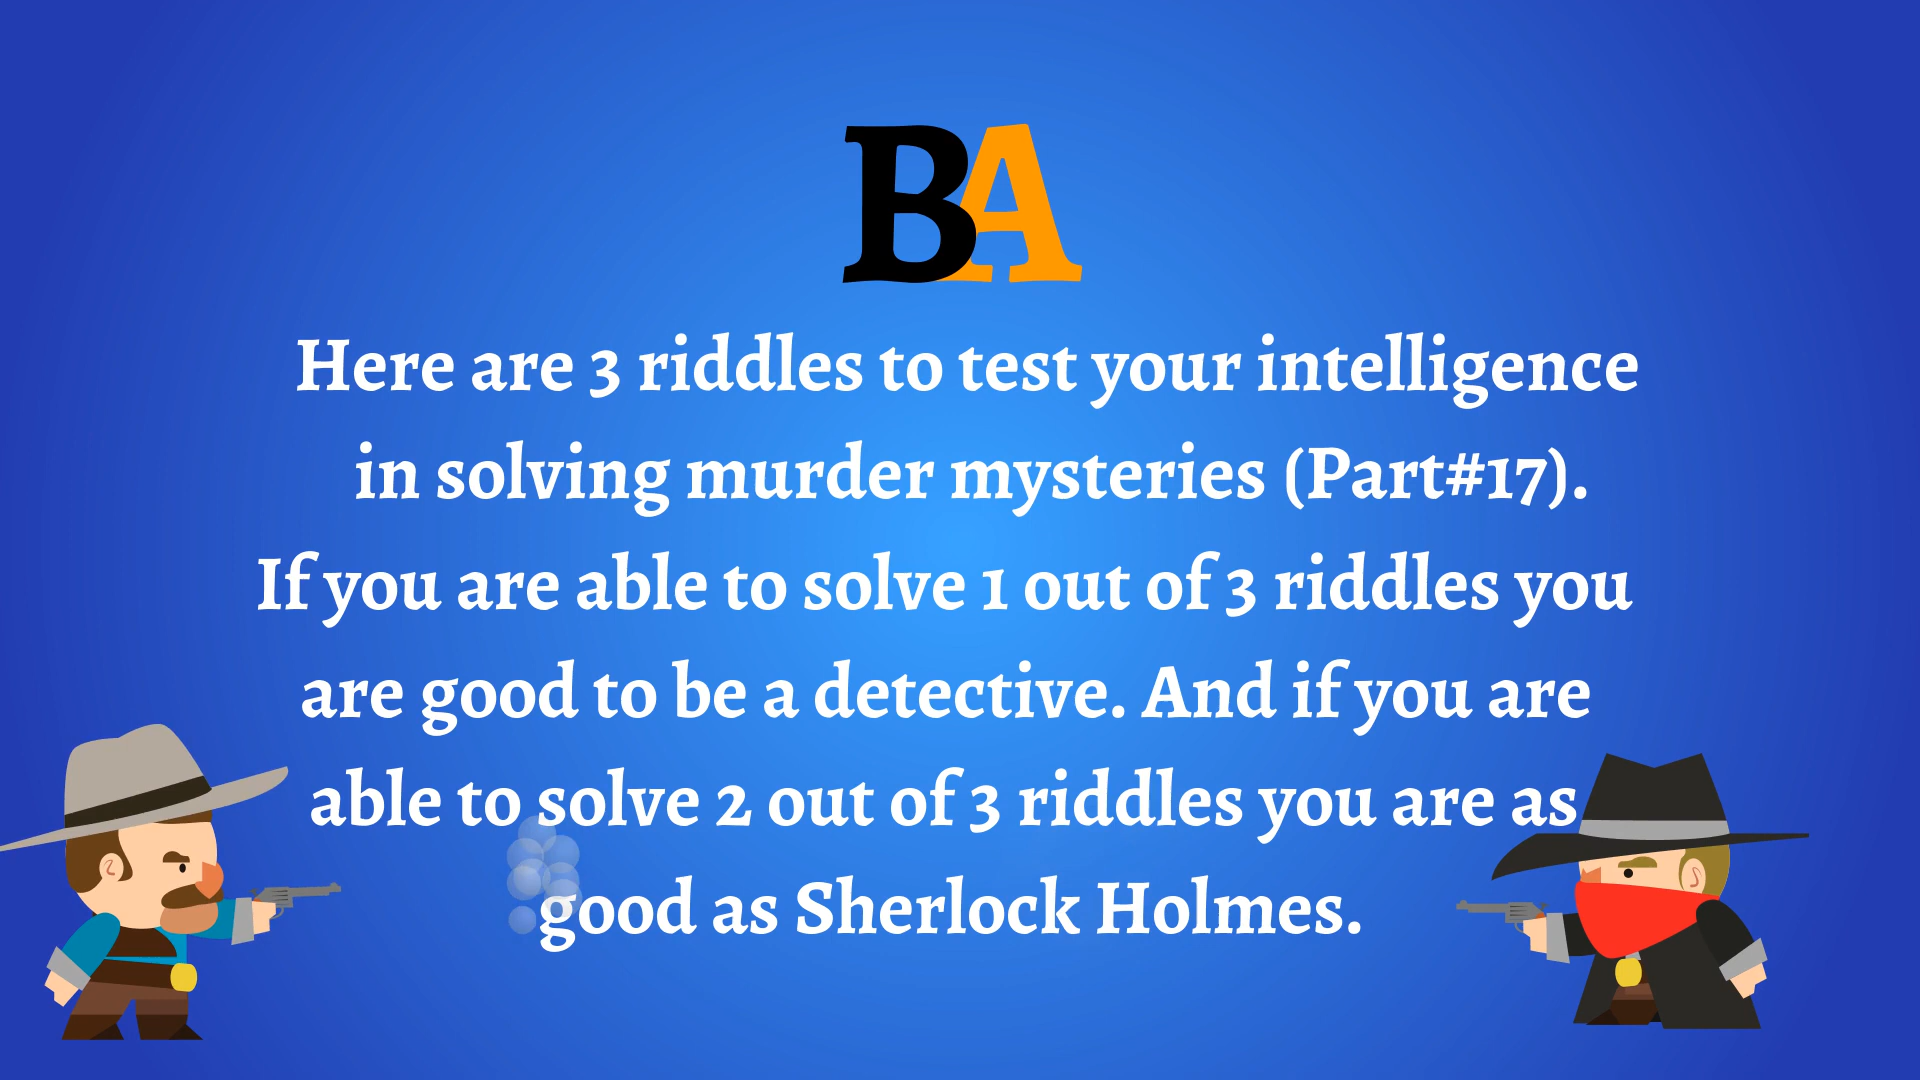 BA
Here are 3 riddles to test your intelligence
in solving murder mysteries (Part#17).
If you are able to solve 1 out of 3 riddles you
are good to be a detective. And if you are
able to solve 2 out of 3 riddles you are as
good as Sherlock Holmes.